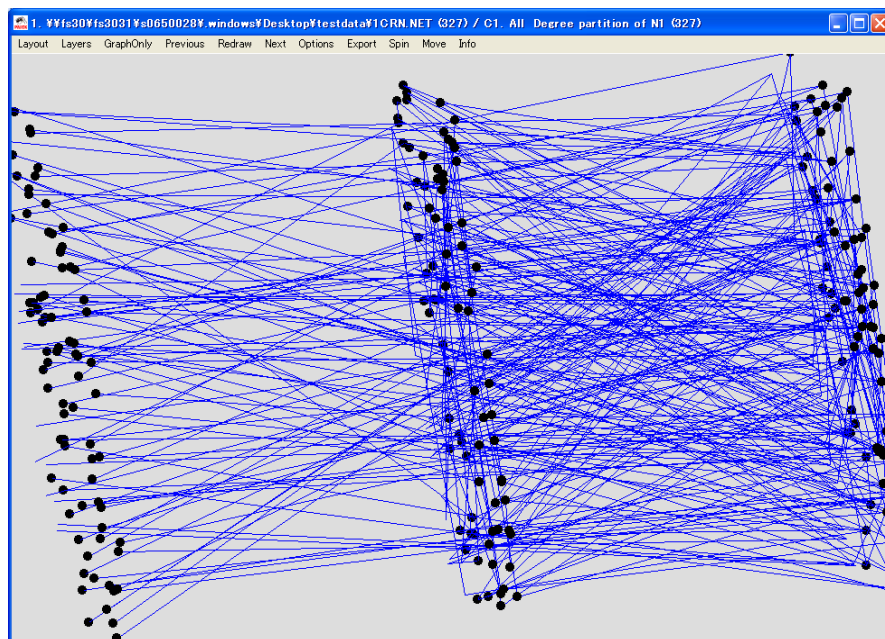 1. ¥¥fs30¥fs3031¥s0650028¥.windows¥Desktop¥testdata¥1CRN.NET (327) / C1. All Degree partition of N1 (327)
Layout Layers GraphOnly Previous Redraw Next Options Export Spin Move Info